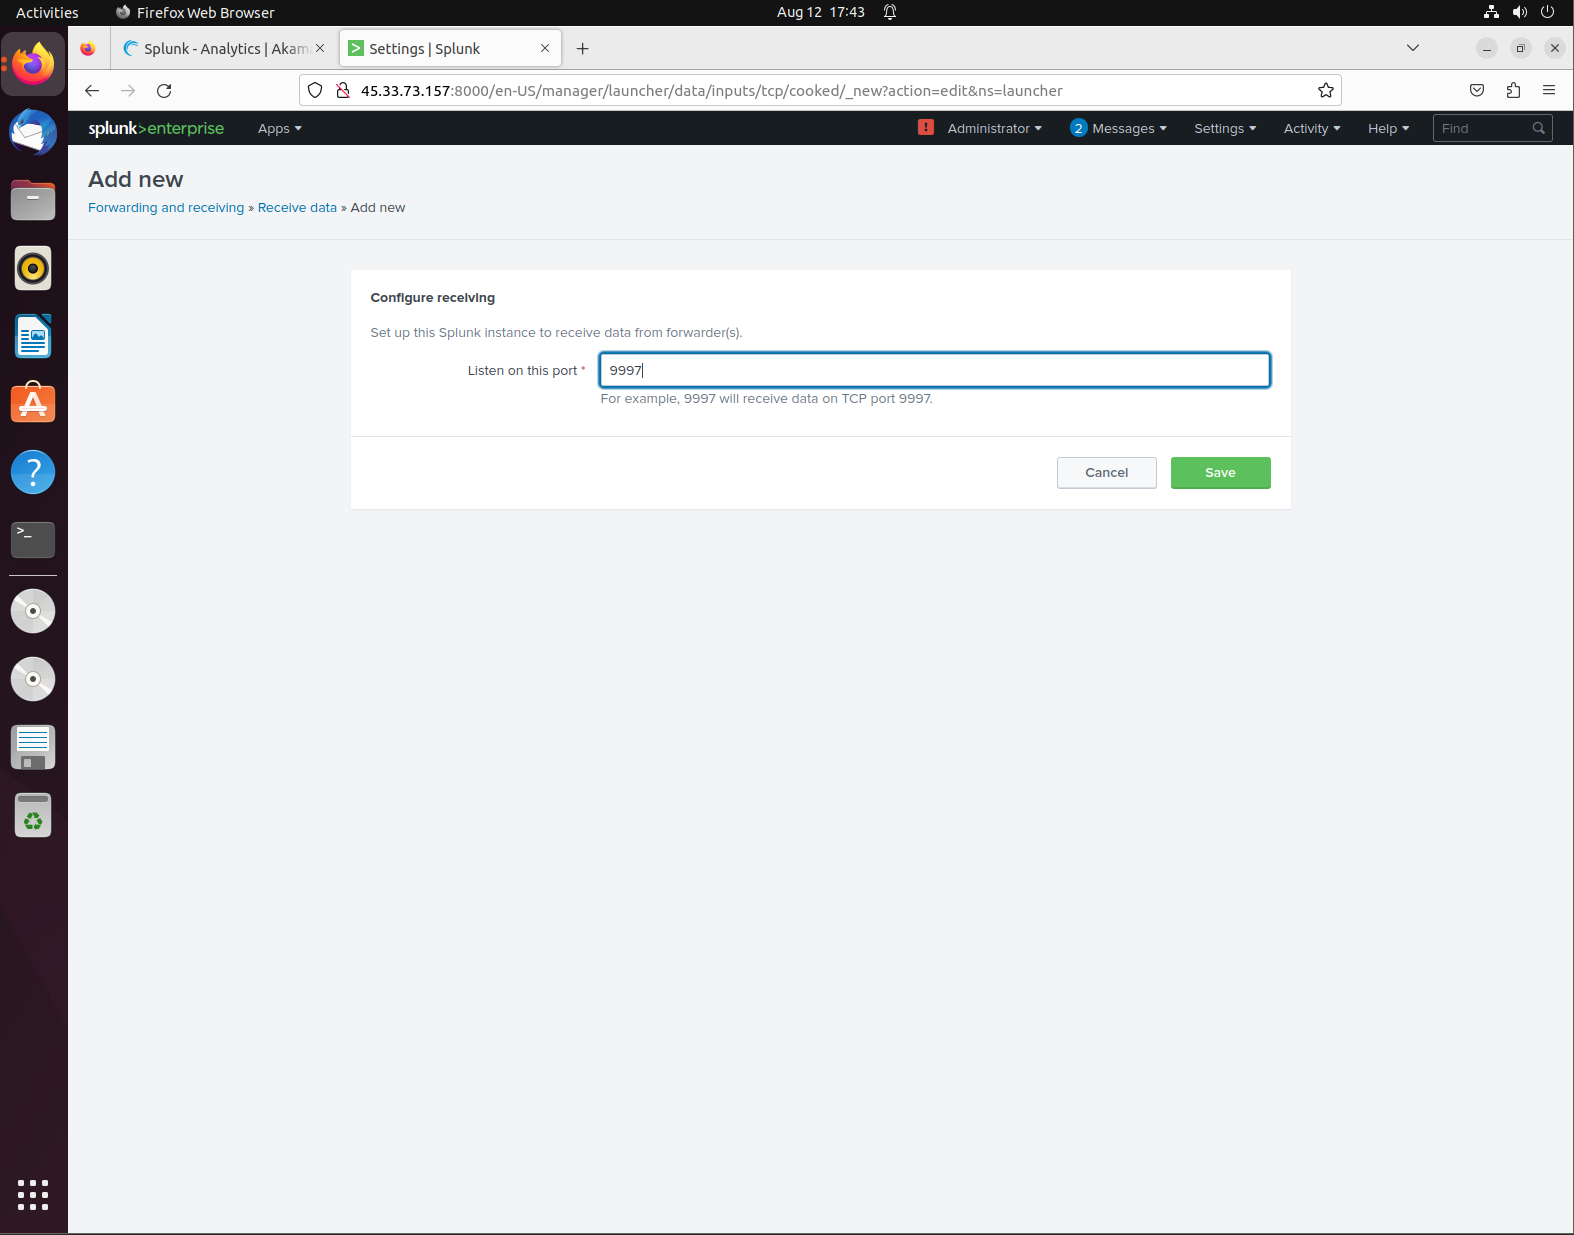 Activities
Firefox Web Browser
Aug 12 17:43
Splunk - Analytics | Akam
Settings | Splunk
45.33.73.157:8000/en-US/manager/launcher/data/inputs/tcp/cooked/_new?action=edit&ns=launcher
splunk>enterprise
Apps
!
Administrator
2
Messages
Settings
Activity
Help
Find
Add new
Forwarding and receiving » Receive data » Add new
Configure receiving
Set up this Splunk instance to receive data from forwarder(s).
Listen on this port *
9997
For example, 9997 will receive data on TCP port 9997.
Cancel
Save